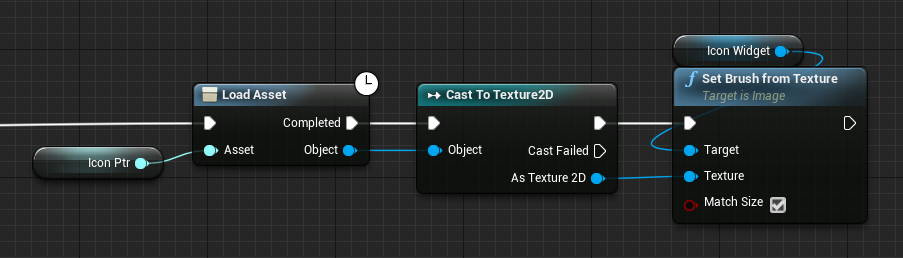 Icon Widget
Load Asset
Cast To Texture2D
f Set Brush from Texture
Target is Image
Completed
Icon Ptr
Asset
Object
Object
Cast Failed
As Texture 2D
Target
Texture
Match Size